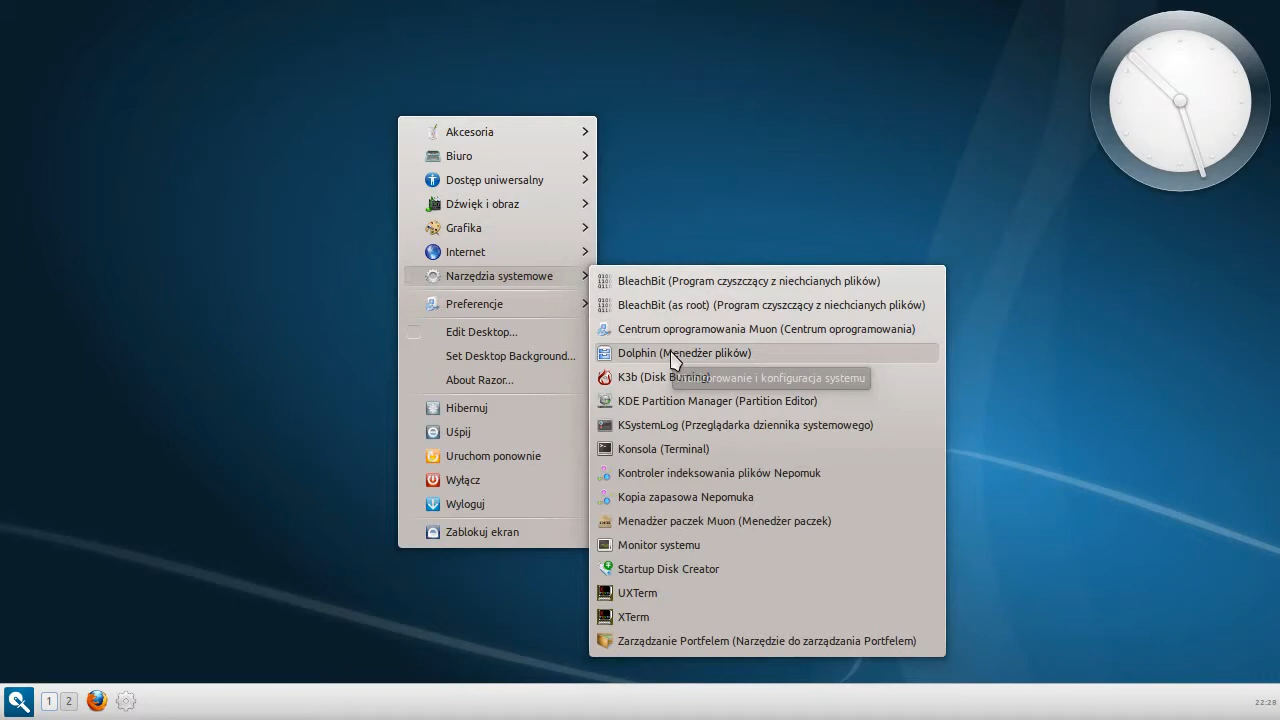 Akcesoria
Biuro
Dostęp uniwersalny
Dźwięk i obraz
Grafika
Internet
Narzędzia systemowe
Preferencje
Edit Desktop...
Set Desktop Background...
About Razor...
Hibernuj
Uśpij
Uruchom ponownie
Wyłącz
Wyloguj
Zablokuj ekran
BleachBit (Program czyszczący z niechcianych plików)
BleachBit (as root) (Program czyszczący z niechcianych plików)
Centrum oprogramowania Muon (Centrum oprogramowania)
Dolphin (Menedżer plików)
K3b (Disk Burning)
i konfiguracja systemu
KDE Partition Manager (Partition Editor)
KSystemLog (Przeglądarka dziennika systemowego)
Konsola (Terminal)
Kontroler indeksowania plików Nepomuk
Kopia zapasowa Nepomuka
Menadżer paczek Muon (Menedżer paczek)
Monitor systemu
Startup Disk Creator
UXTerm
XTerm
Zarządzanie Portfelem (Narzędzie do zarządzania Portfelem)
1 2
22:28